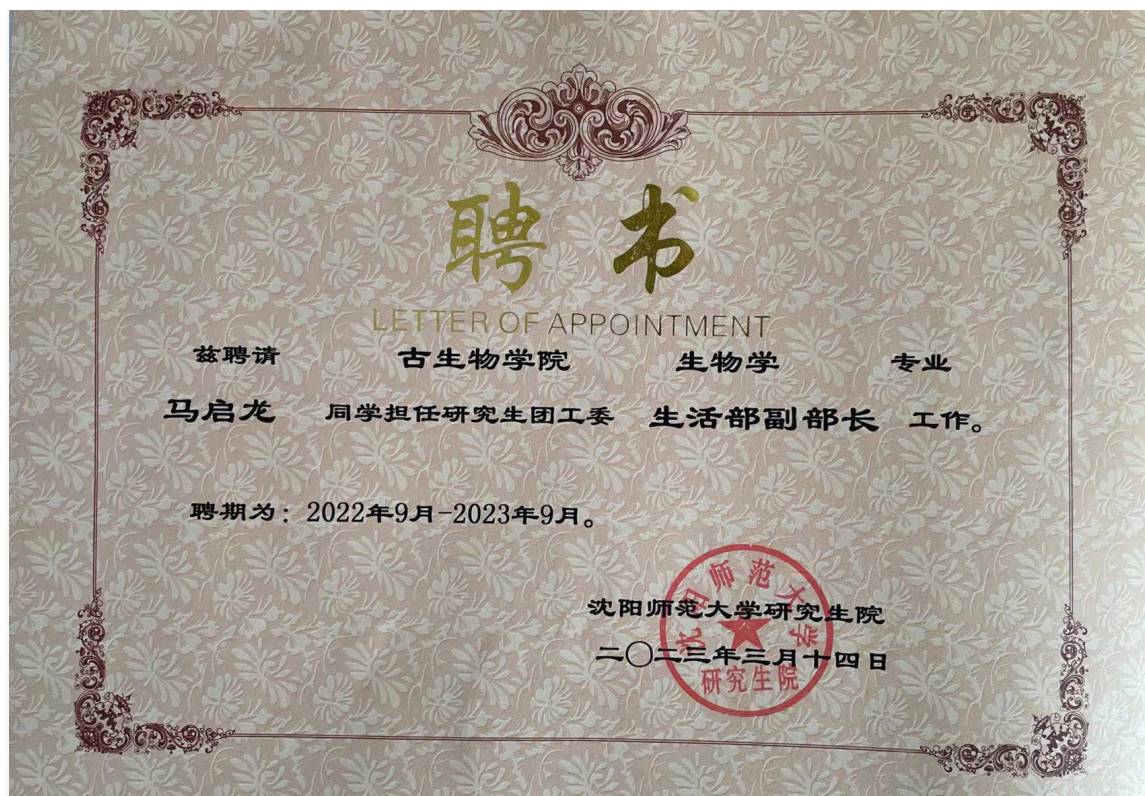 聘书
LETTER OF APPOINTMENT
兹聘请 古生物学院 生物学 专业
马启龙 同学担任研究生团工委 生活部副部长 工作。
聘期为：2022年9月-2023年9月。
沈阳师范大学研究生院
二〇二三年三月十四日
沈阳师范大学
研究生院